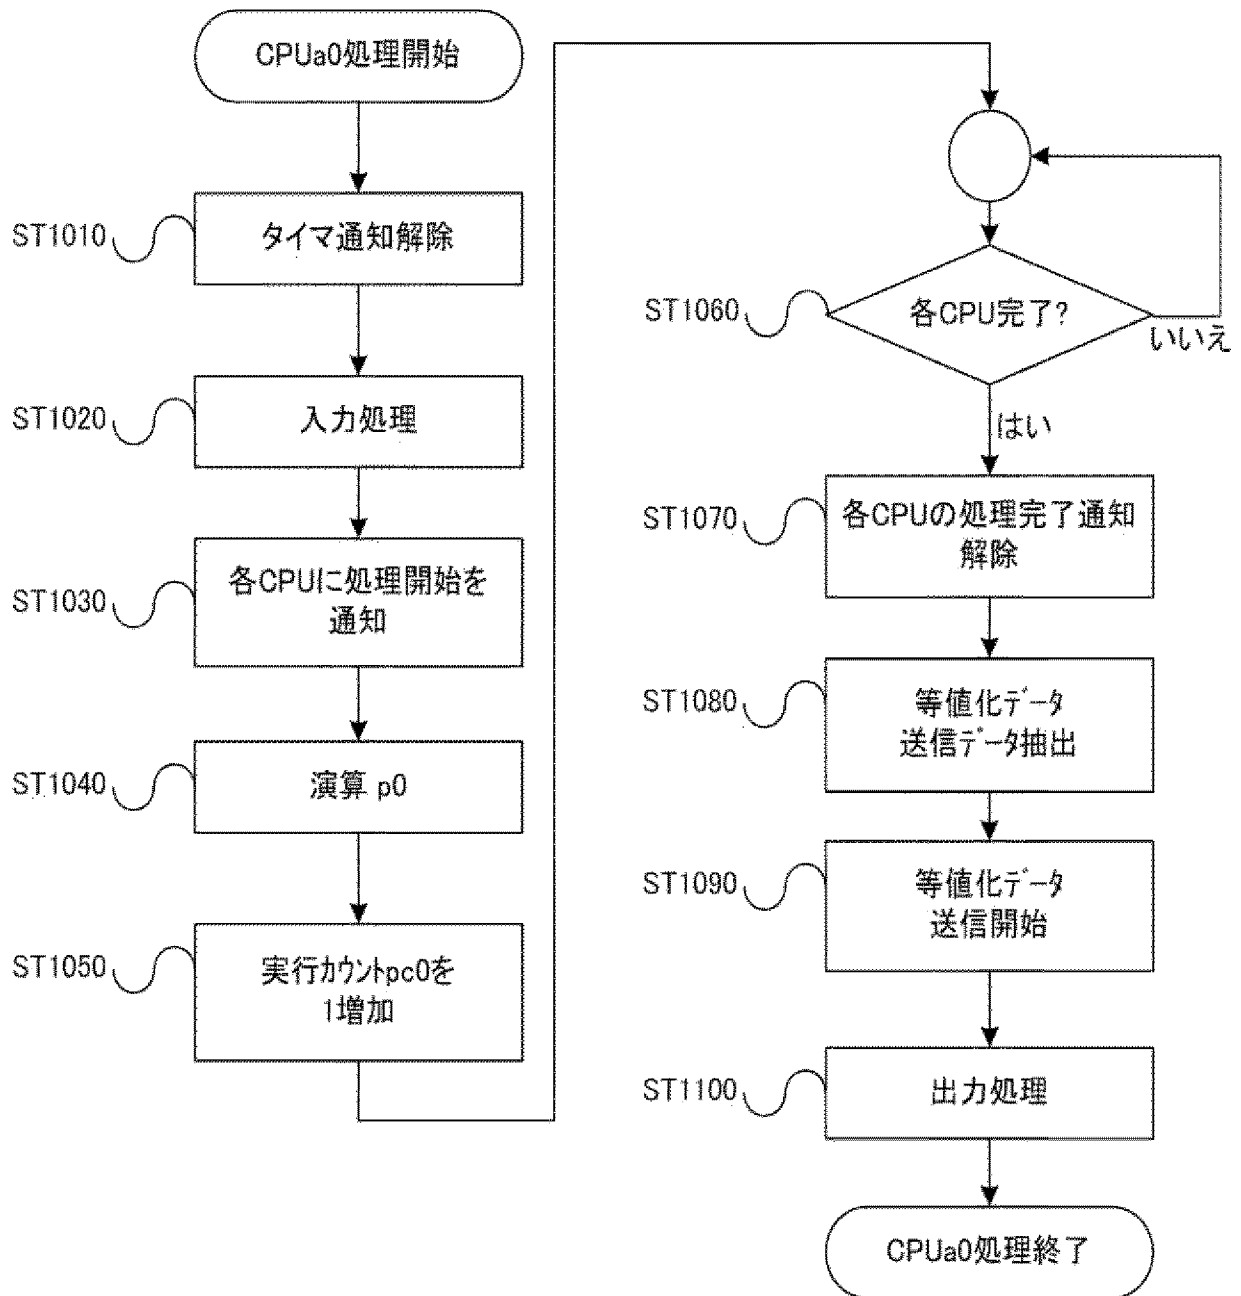 CPUa0処理開始
ST1010
タイマ通知解除
ST1020
入力処理
ST1030
各CPUに処理開始を
通知
ST1040
演算 p0
ST1050
実行ｶｳﾝﾄpc0を
1増加
ST1060
各CPU完了?
いいえ
はい
ST1070
各CPUの処理完了通知
解除
ST1080
等値化ﾃﾞｰﾀ
送信ﾃﾞｰﾀ抽出
ST1090
等値化ﾃﾞｰﾀ
送信開始
ST1100
出力処理
CPUa0処理終了